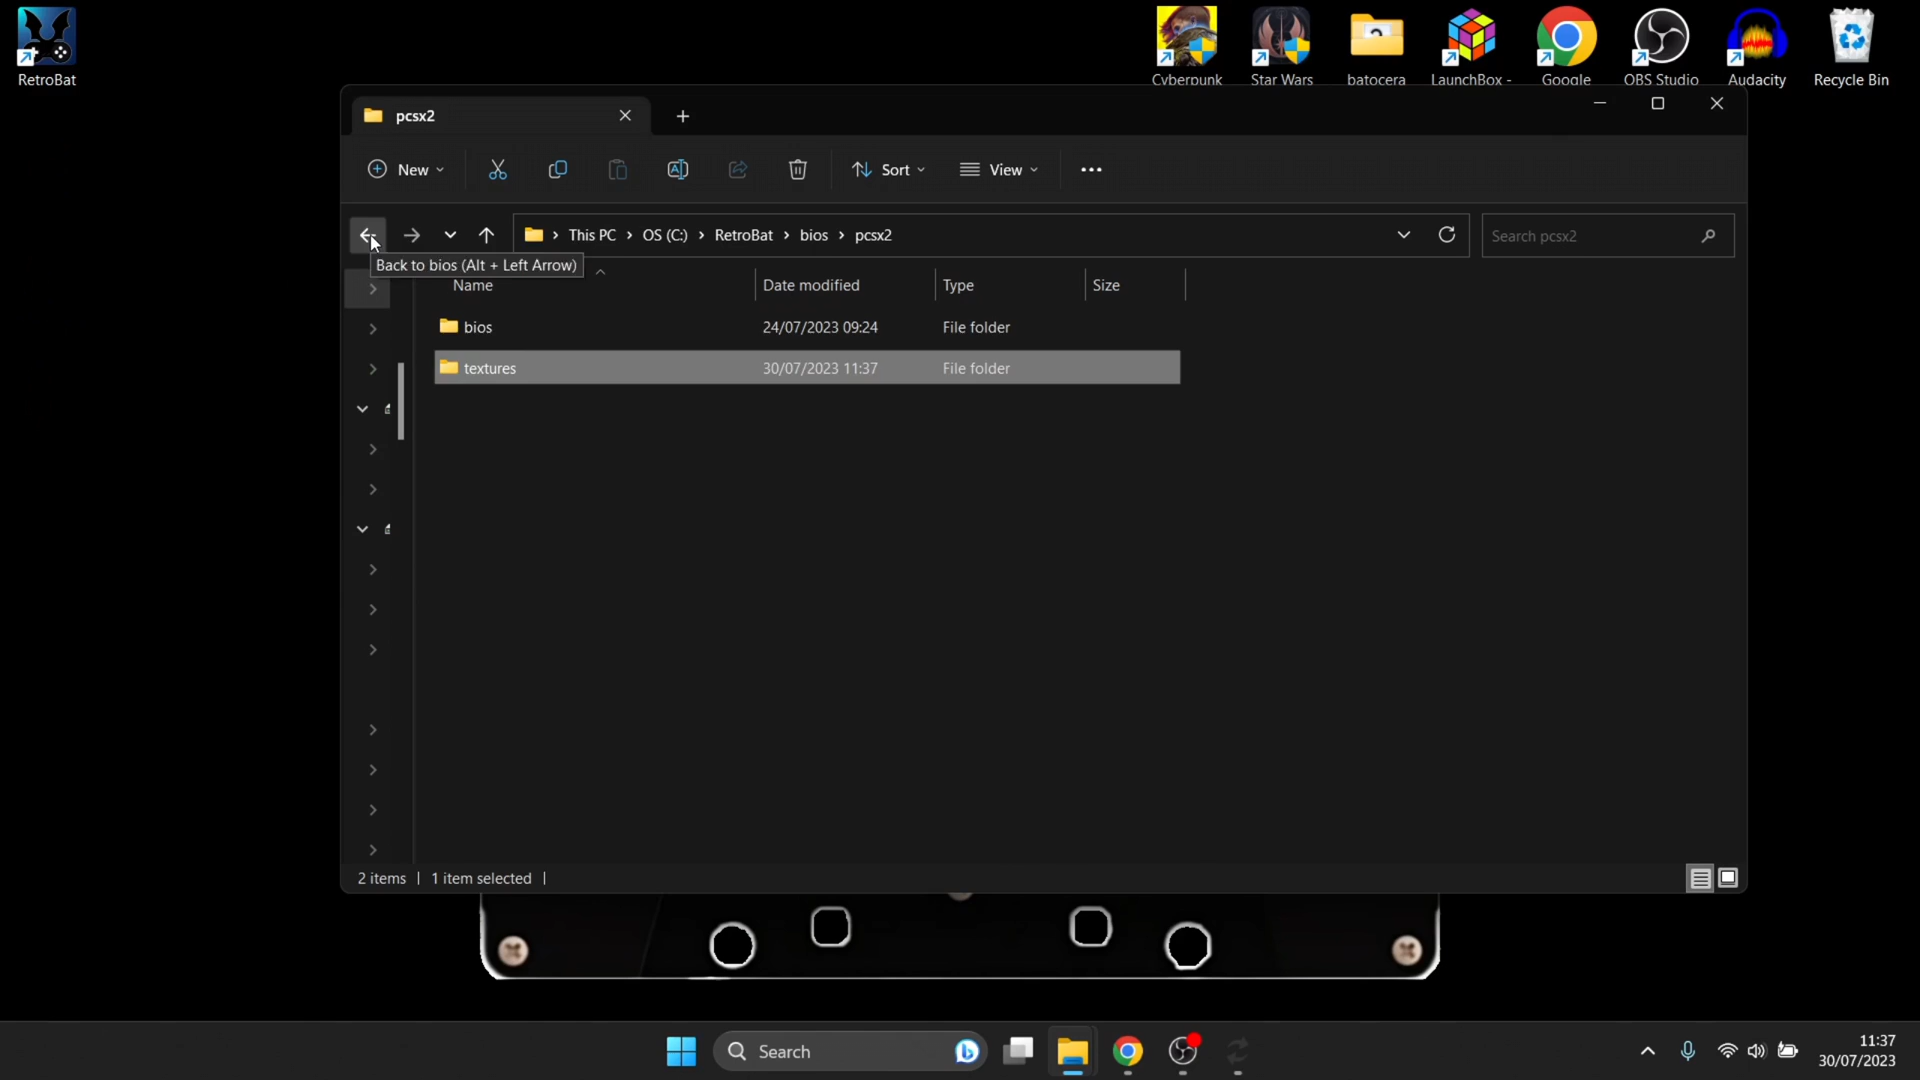 RetroBat
Cyberpunk
Star Wars
batocera
LaunchBox -
Google
OBS Studio
Audacity
Recycle Bin
pcsx2
New
Sort
View
This PC > OS (C:) > RetroBat > bios > pcsx2
Search pcsx2
Back to bios (Alt + Left Arrow)
Name Date modified Type Size
bios 24/07/2023 09:24 File folder
textures 30/07/2023 11:37 File folder
2 items | 1 item selected |
Search
11:37
30/07/2023